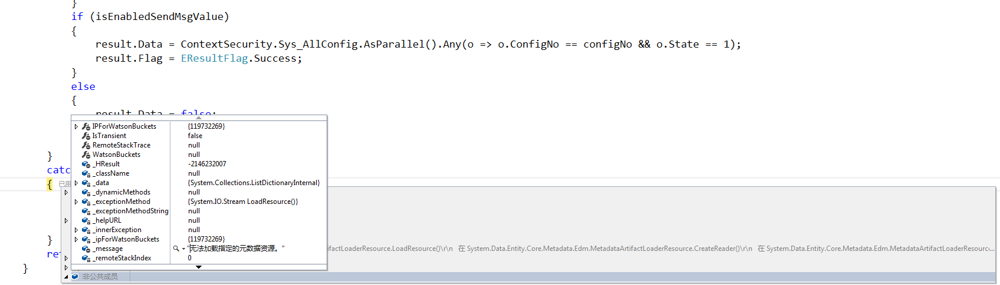 }
if (isEnabledSendMsgValue)
{
result.Data = ContextSecurity.Sys_AllConfig.AsParallel().Any(o => o.ConfigNo == configNo && o.State == 1);
result.Flag = EResultFlag.Success;
}
else
{
result.Data = false;
IPForWatsonBuckets {119732269}
IsTransient false
RemoteStackTrace null
WatsonBuckets null
}
_HResult -2146232007
catc
_className null
{ 已用
_data {System.Collections.ListDictionaryInternal}
_dynamicMethods null
_exceptionMethod {System.IO.Stream LoadResource()}
_exceptionMethodString null
_helpURL null
_innerException null
}
_ipForWatsonBuckets {119732269}
_message "无法加载指定的元数据资源。"
ifactLoaderResource.LoadResource()\r\n 在 System.Data.Entity.Core.Metadata.Edm.MetadataArtifactLoaderResource.CreateReader()\r\n 在 System.Data.Entity.Core.Metadata.Edm.MetadataArtifactLoaderResource...
ret
_remoteStackIndex 0
}
非公共成员